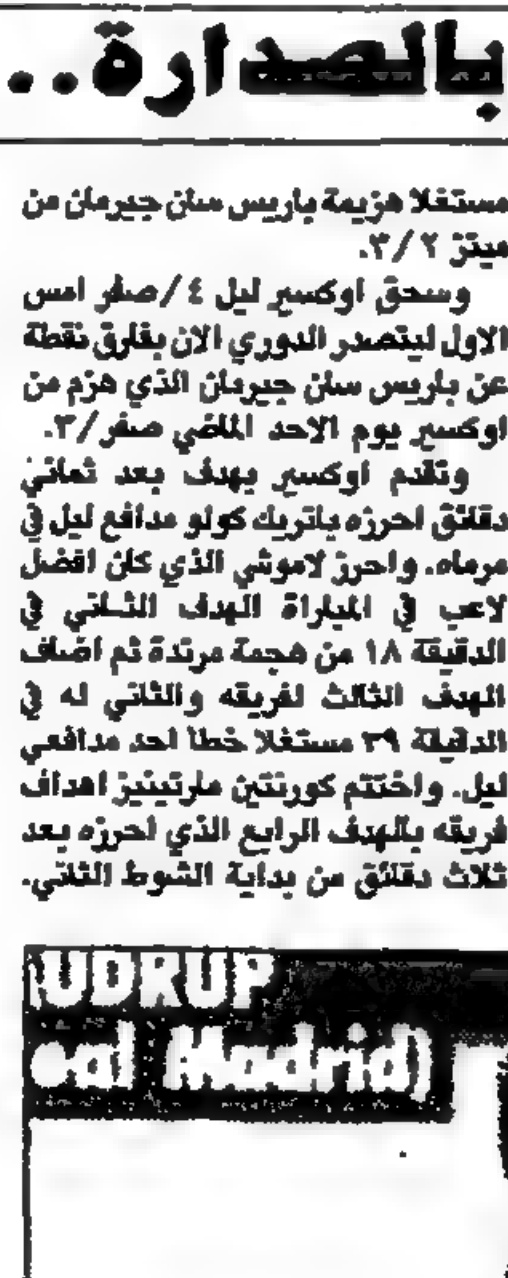 بالصدارة..
مستغلا هزيمة باريس سان جيرمان من
ميتز ٢/٣.
وسحق اوكسير ليل ٤/صفر امس
الاول ليتصدر الدوري الان بفارق نقطة
عن باريس سان جيرمان الذي هزم من
اوكسير يوم الاحد الماضي صفر/٣.
وتقدم اوكسير بهدف بعد ثماني
دقائق احرزه باتريك كولو مدافع ليل في
مرماه. واحرز لاموشي الذي كان افضل
لاعب في المباراة الهدف الثاني في
الدقيقة ١٨ من هجمة مرتدة ثم اضاف
الهدف الثالث لفريقه والثاني له في
الدقيقة ٣٩ مستغلا خطا احد مدافعي
ليل. واختتم كورنتين مارتينيز اهداف
فريقه بالهدف الرابع الذي احرزه بعد
ثلاث دقائق من بداية الشوط الثاني.
UDRUP
eal Madrid)